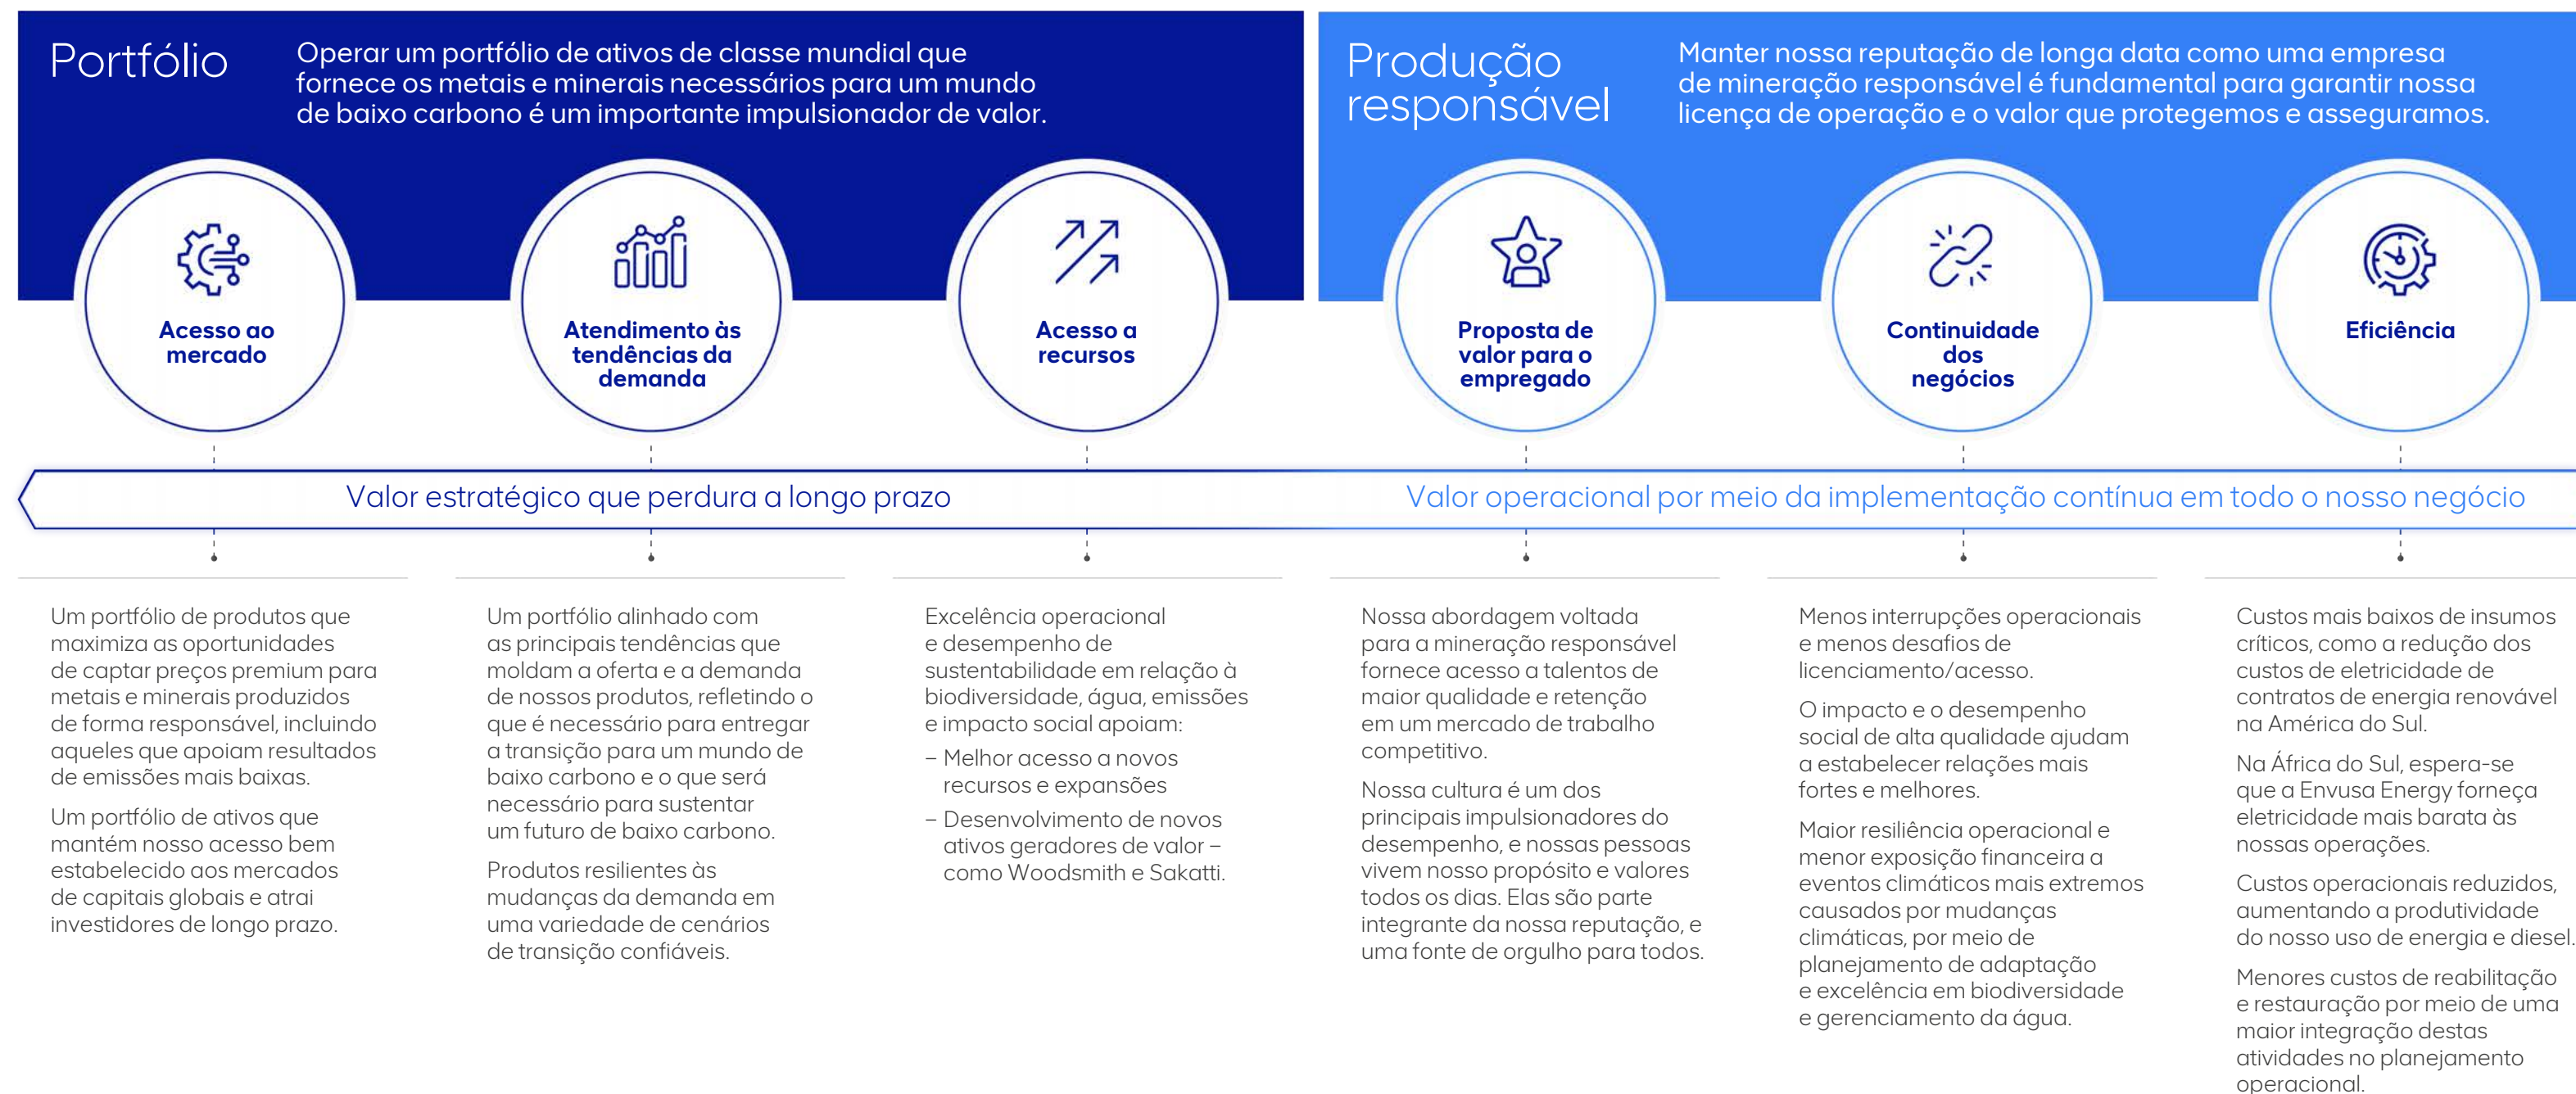 Portfólio
Operar um portfólio de ativos de classe mundial que
fornece os metais e minerais necessários para um mundo
de baixo carbono é um importante impulsionador de valor.
Produção
responsável
Manter nossa reputação de longa data como uma empresa
de mineração responsável é fundamental para garantir nossa
licença de operação e o valor que protegemos e asseguramos.
Acesso ao
mercado
Atendimento às
tendências da
demanda
Acesso a
recursos
Proposta de
valor para o
empregado
Continuidade
dos
negócios
Eficiência
Valor estratégico que perdura a longo prazo
Valor operacional por meio da implementação contínua em todo o nosso negócio
Um portfólio de produtos que
maximiza as oportunidades
de captar preços premium para
metais e minerais produzidos
de forma responsável, incluindo
aqueles que apoiam resultados
de emissões mais baixas.
Um portfólio de ativos que
mantém nosso acesso bem
estabelecido aos mercados
de capitais globais e atrai
investidores de longo prazo.
Um portfólio alinhado com
as principais tendências que
moldam a oferta e a demanda
de nossos produtos, refletindo o
que é necessário para entregar
a transição para um mundo de
baixo carbono e o que será
necessário para sustentar
um futuro de baixo carbono.
Produtos resilientes às
mudanças da demanda em
uma variedade de cenários
de transição confiáveis.
Excelência operacional
e desempenho de
sustentabilidade em relação à
biodiversidade, água, emissões
e impacto social apoiam:
– Melhor acesso a novos
recursos e expansões
– Desenvolvimento de novos
ativos geradores de valor –
como Woodsmith e Sakatti.
Nossa abordagem voltada
para a mineração responsável
fornece acesso a talentos de
maior qualidade e retenção
em um mercado de trabalho
competitivo.
Nossa cultura é um dos
principais impulsionadores do
desempenho, e nossas pessoas
vivem nosso propósito e valores
todos os dias. Elas são parte
integrante da nossa reputação, e
uma fonte de orgulho para todos.
Menos interrupções operacionais
e menos desafios de
licenciamento/acesso.
O impacto e o desempenho
social de alta qualidade ajudam
a estabelecer relações mais
fortes e melhores.
Maior resiliência operacional e
menor exposição financeira a
eventos climáticos mais extremos
causados por mudanças
climáticas, por meio de
planejamento de adaptação
e excelência em biodiversidade
e gerenciamento da água.
Custos mais baixos de insumos
críticos, como a redução dos
custos de eletricidade de
contratos de energia renovável
na América do Sul.
Na África do Sul, espera-se
que a Envusa Energy forneça
eletricidade mais barata às
nossas operações.
Custos operacionais reduzidos,
aumentando a produtividade
do nosso uso de energia e diesel.
Menores custos de reabilitação
e restauração por meio de uma
maior integração destas
atividades no planejamento
operacional.